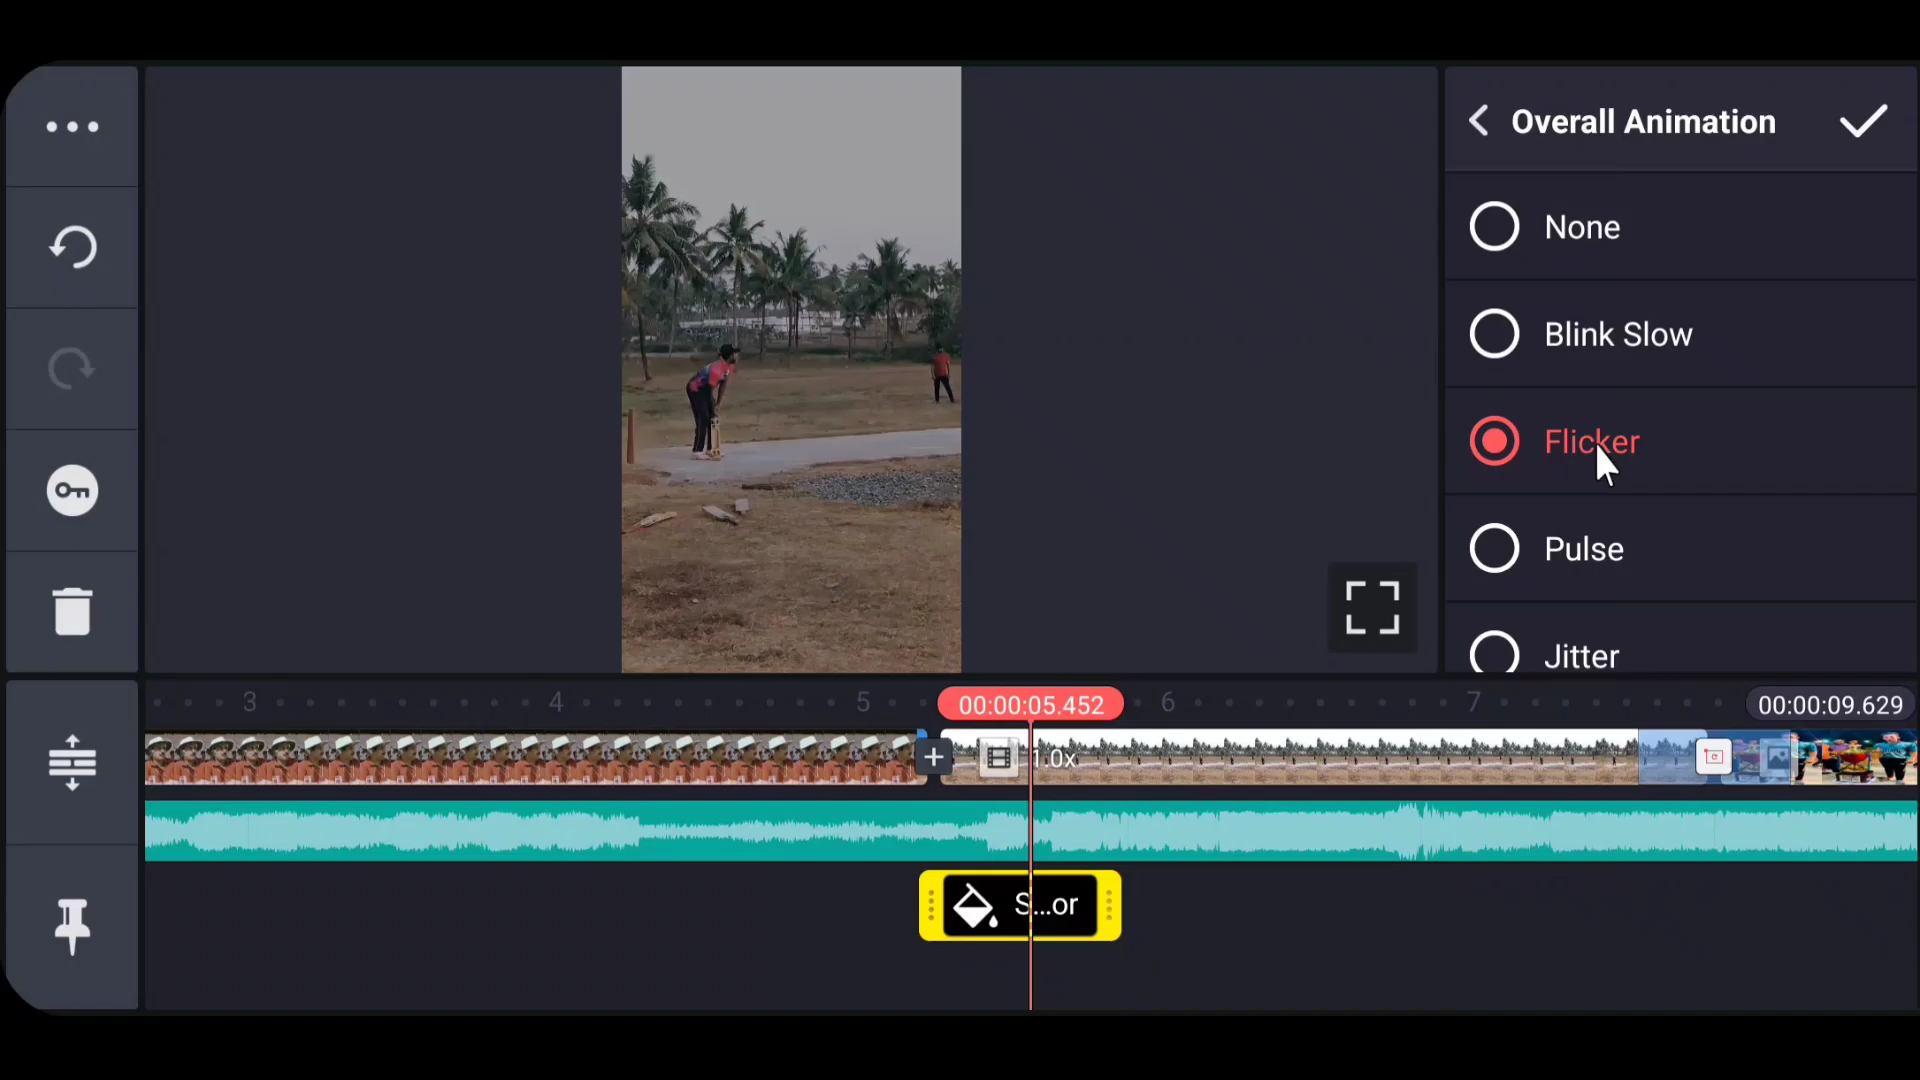 Overall Animation
None
Blink Slow
Flicker
Pulse
Jitter
3
4
5
00:00:05.452
6
7
00:00:09.629
1.0x
S...or